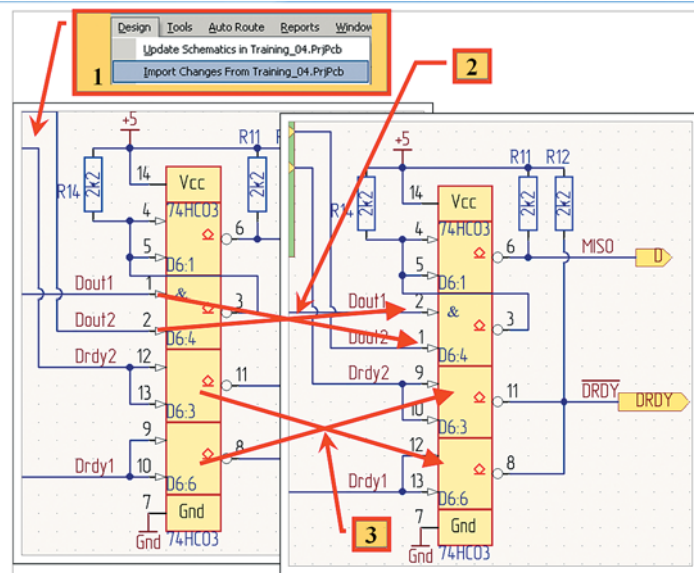 Design Tools Auto Route Reports Window
Update Schematics in Training_04.PrjPcb
Import Changes From Training_04.PrjPcb
1
2
+5
R11
14
Vcc
R14
2k2
2k2
74HC03
4
6
5
D6:1
Dout1
1
&
3
Dout2
2
D6:4
Drdy2
12
11
13
D6:3
9
8
Drdy1
10
D6:6
7
Gnd
Gnd
74HC03
+5
R11
R12
14
Vcc
2k2
2k2
2k2
74HC03
4
6
MISO
5
D6:1
Dout1
2
&
3
Dout2
1
D6:4
Drdy2
9
11
DRDY
DRDY
10
D6:3
12
8
Drdy1
13
D6:6
7
Gnd
Gnd
74HC03
3